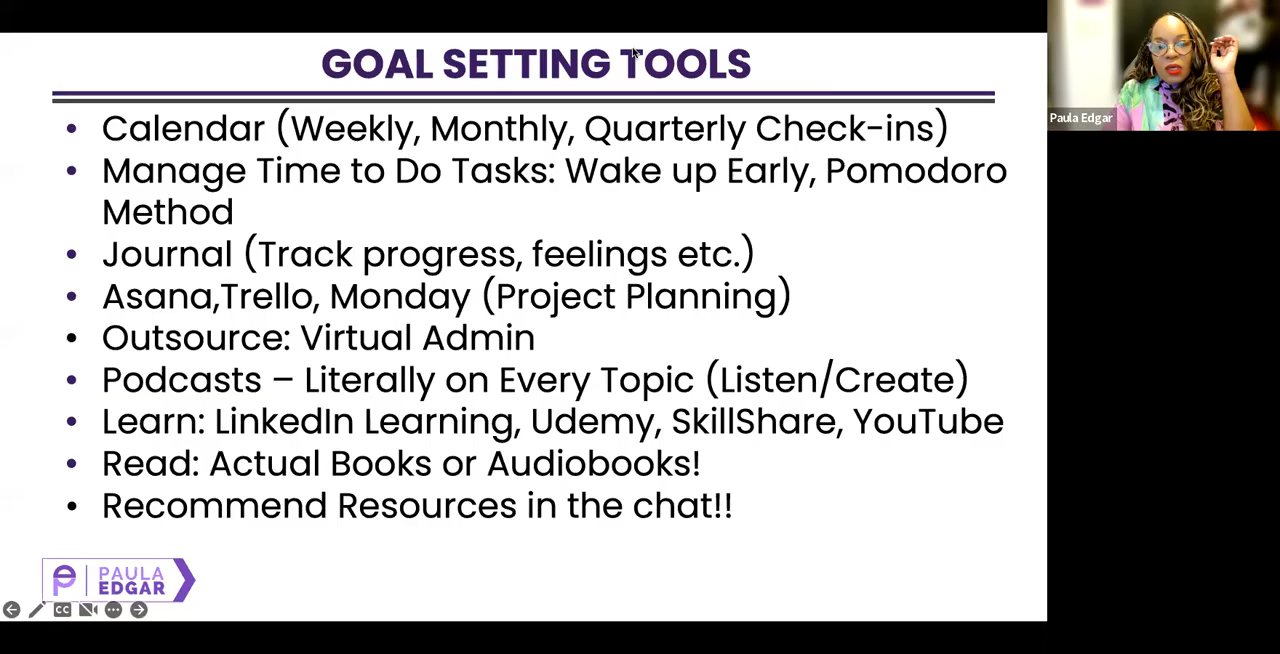 GOAL SETTING TOOLS
• Calendar (Weekly, Monthly, Quarterly Check-ins)
• Manage Time to Do Tasks: Wake up Early, Pomodoro
Method
• Journal (Track progress, feelings etc.)
• Asana,Trello, Monday (Project Planning)
• Outsource: Virtual Admin
• Podcasts – Literally on Every Topic (Listen/Create)
• Learn: LinkedIn Learning, Udemy, SkillShare, YouTube
• Read: Actual Books or Audiobooks!
• Recommend Resources in the chat!!
ep
PAULA
EDGAR
CC
Paula Edgar